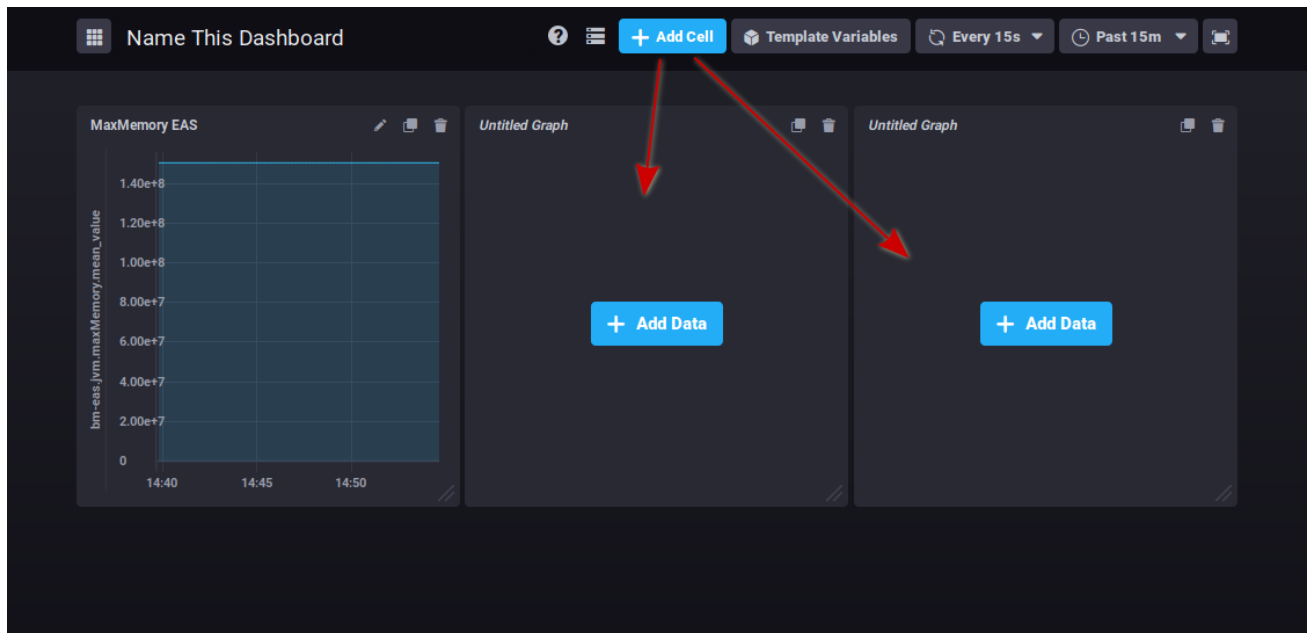 Name This Dashboard
? + Add Cell Template Variables Every 15s Past 15m
MaxMemory EAS
Untitled Graph
Untitled Graph
bm-eas.jvm.maxMemory.mean_value
1.40e+8
1.20e+8
1.00e+8
8.00e+7
6.00e+7
4.00e+7
2.00e+7
0
14:40 14:45 14:50
+ Add Data
+ Add Data